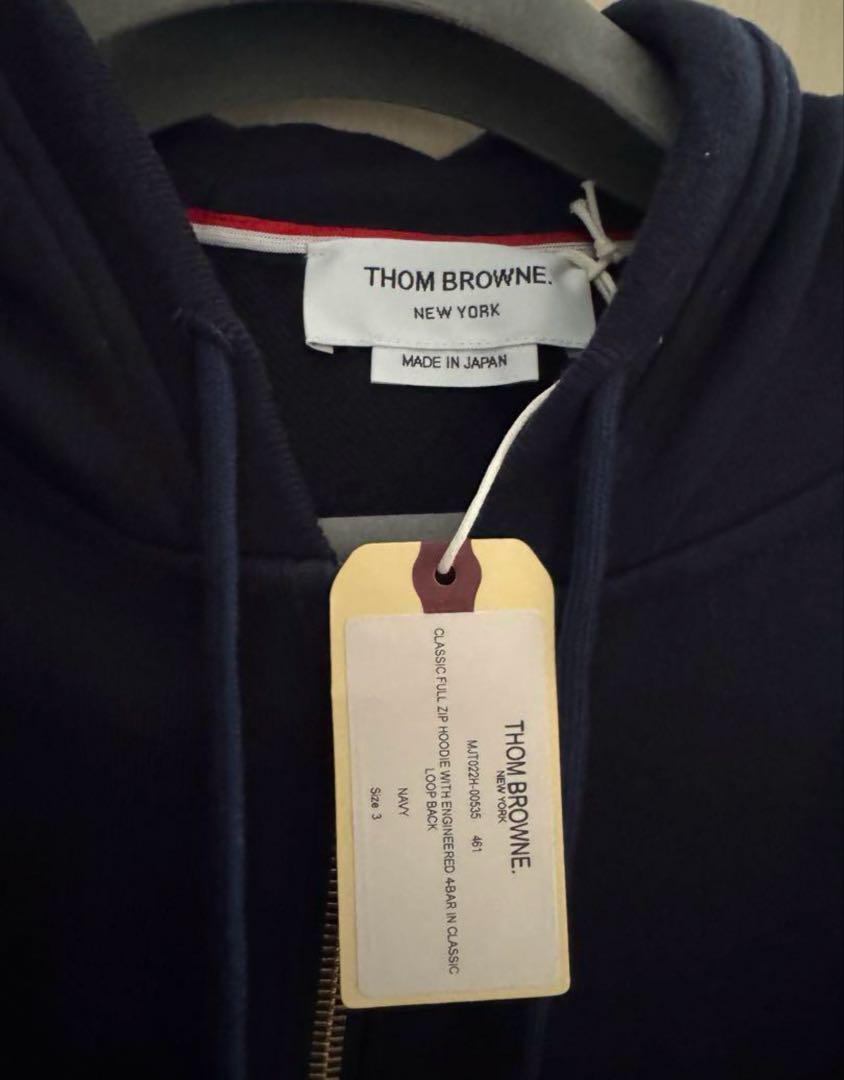 THOM BROWNE.
NEW YORK
MADE IN JAPAN
THOM BROWNE.
NEW YORK
MJT022H-00535 461
CLASSIC FULL ZIP HOODIE WITH ENGINEERED 4-BAR IN CLASSIC
LOOP BACK
NAVY
Size 3